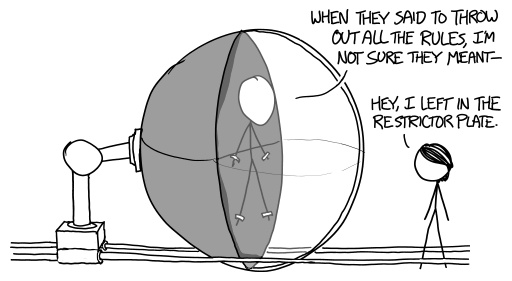 WHEN THEY SAID TO THROW
OUT ALL THE RULES, I'M
NOT SURE THEY MEANT—
HEY, I LEFT IN THE
RESTRICTOR PLATE.